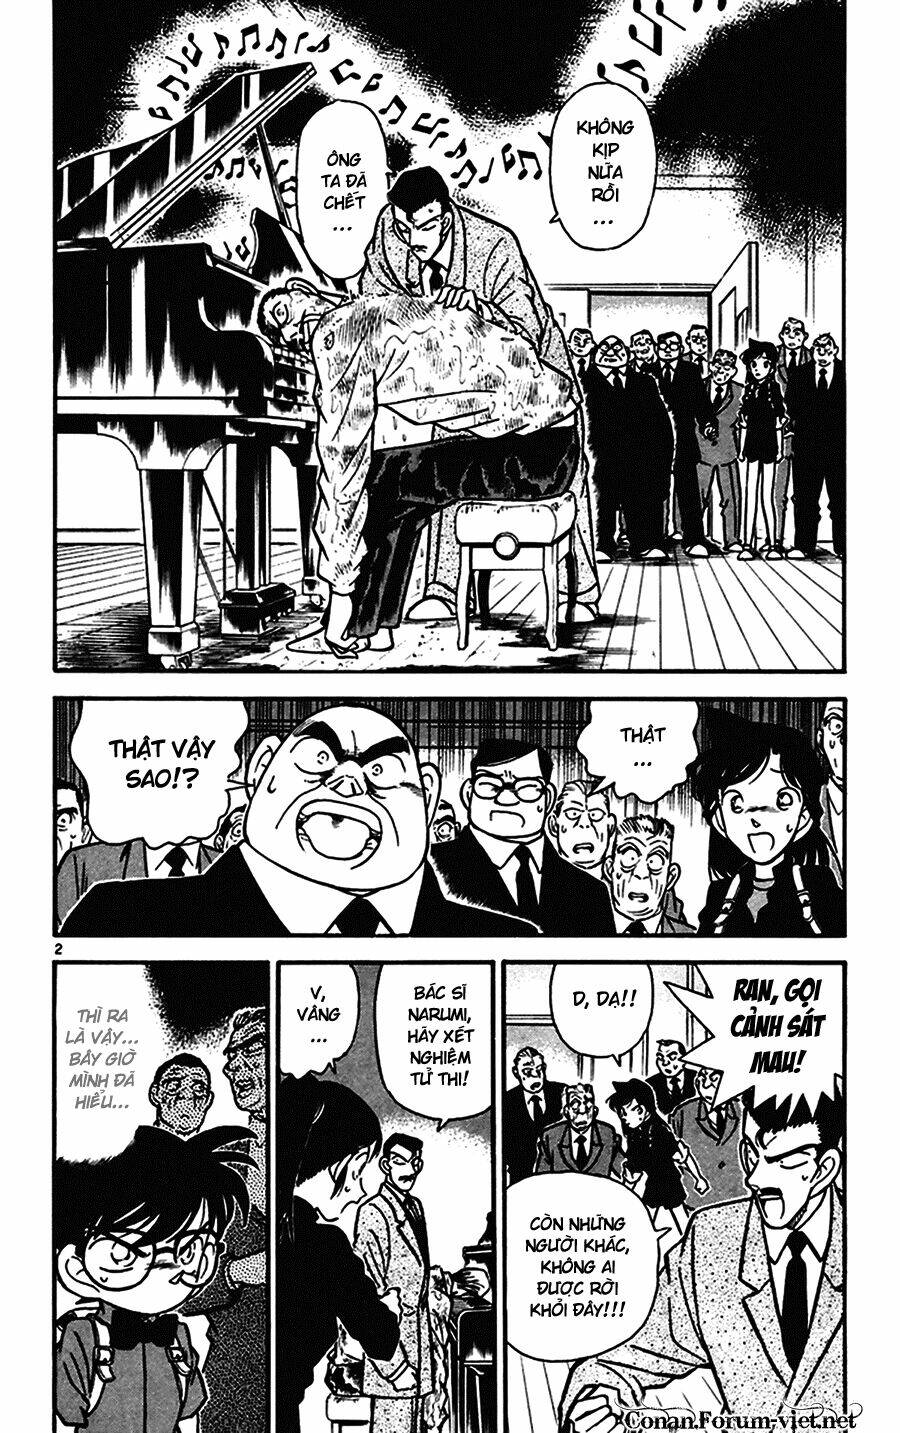 KHÔNG
KỊP
NỮA
RỒI
...
ÔNG
TA ĐÃ
CHẾT
...
THẬT
...
THẬT VẬY
SAO!?
2
RAN, GỌI
CẢNH SÁT
MAU!
D, DẠ!!
CÒN NHỮNG
NGƯỜI KHÁC,
KHÔNG AI
ĐƯỢC RỜI
KHỎI ĐÂY!!!
BÁC SĨ
NARUMI,
HÃY XÉT
NGHIỆM
TỬ THI!
V,
VÂNG
...
THÌ RA
LÀ VẬY...
BÂY GIỜ
MÌNH ĐÃ
HIỂU...
Conan.Forum-viet.net